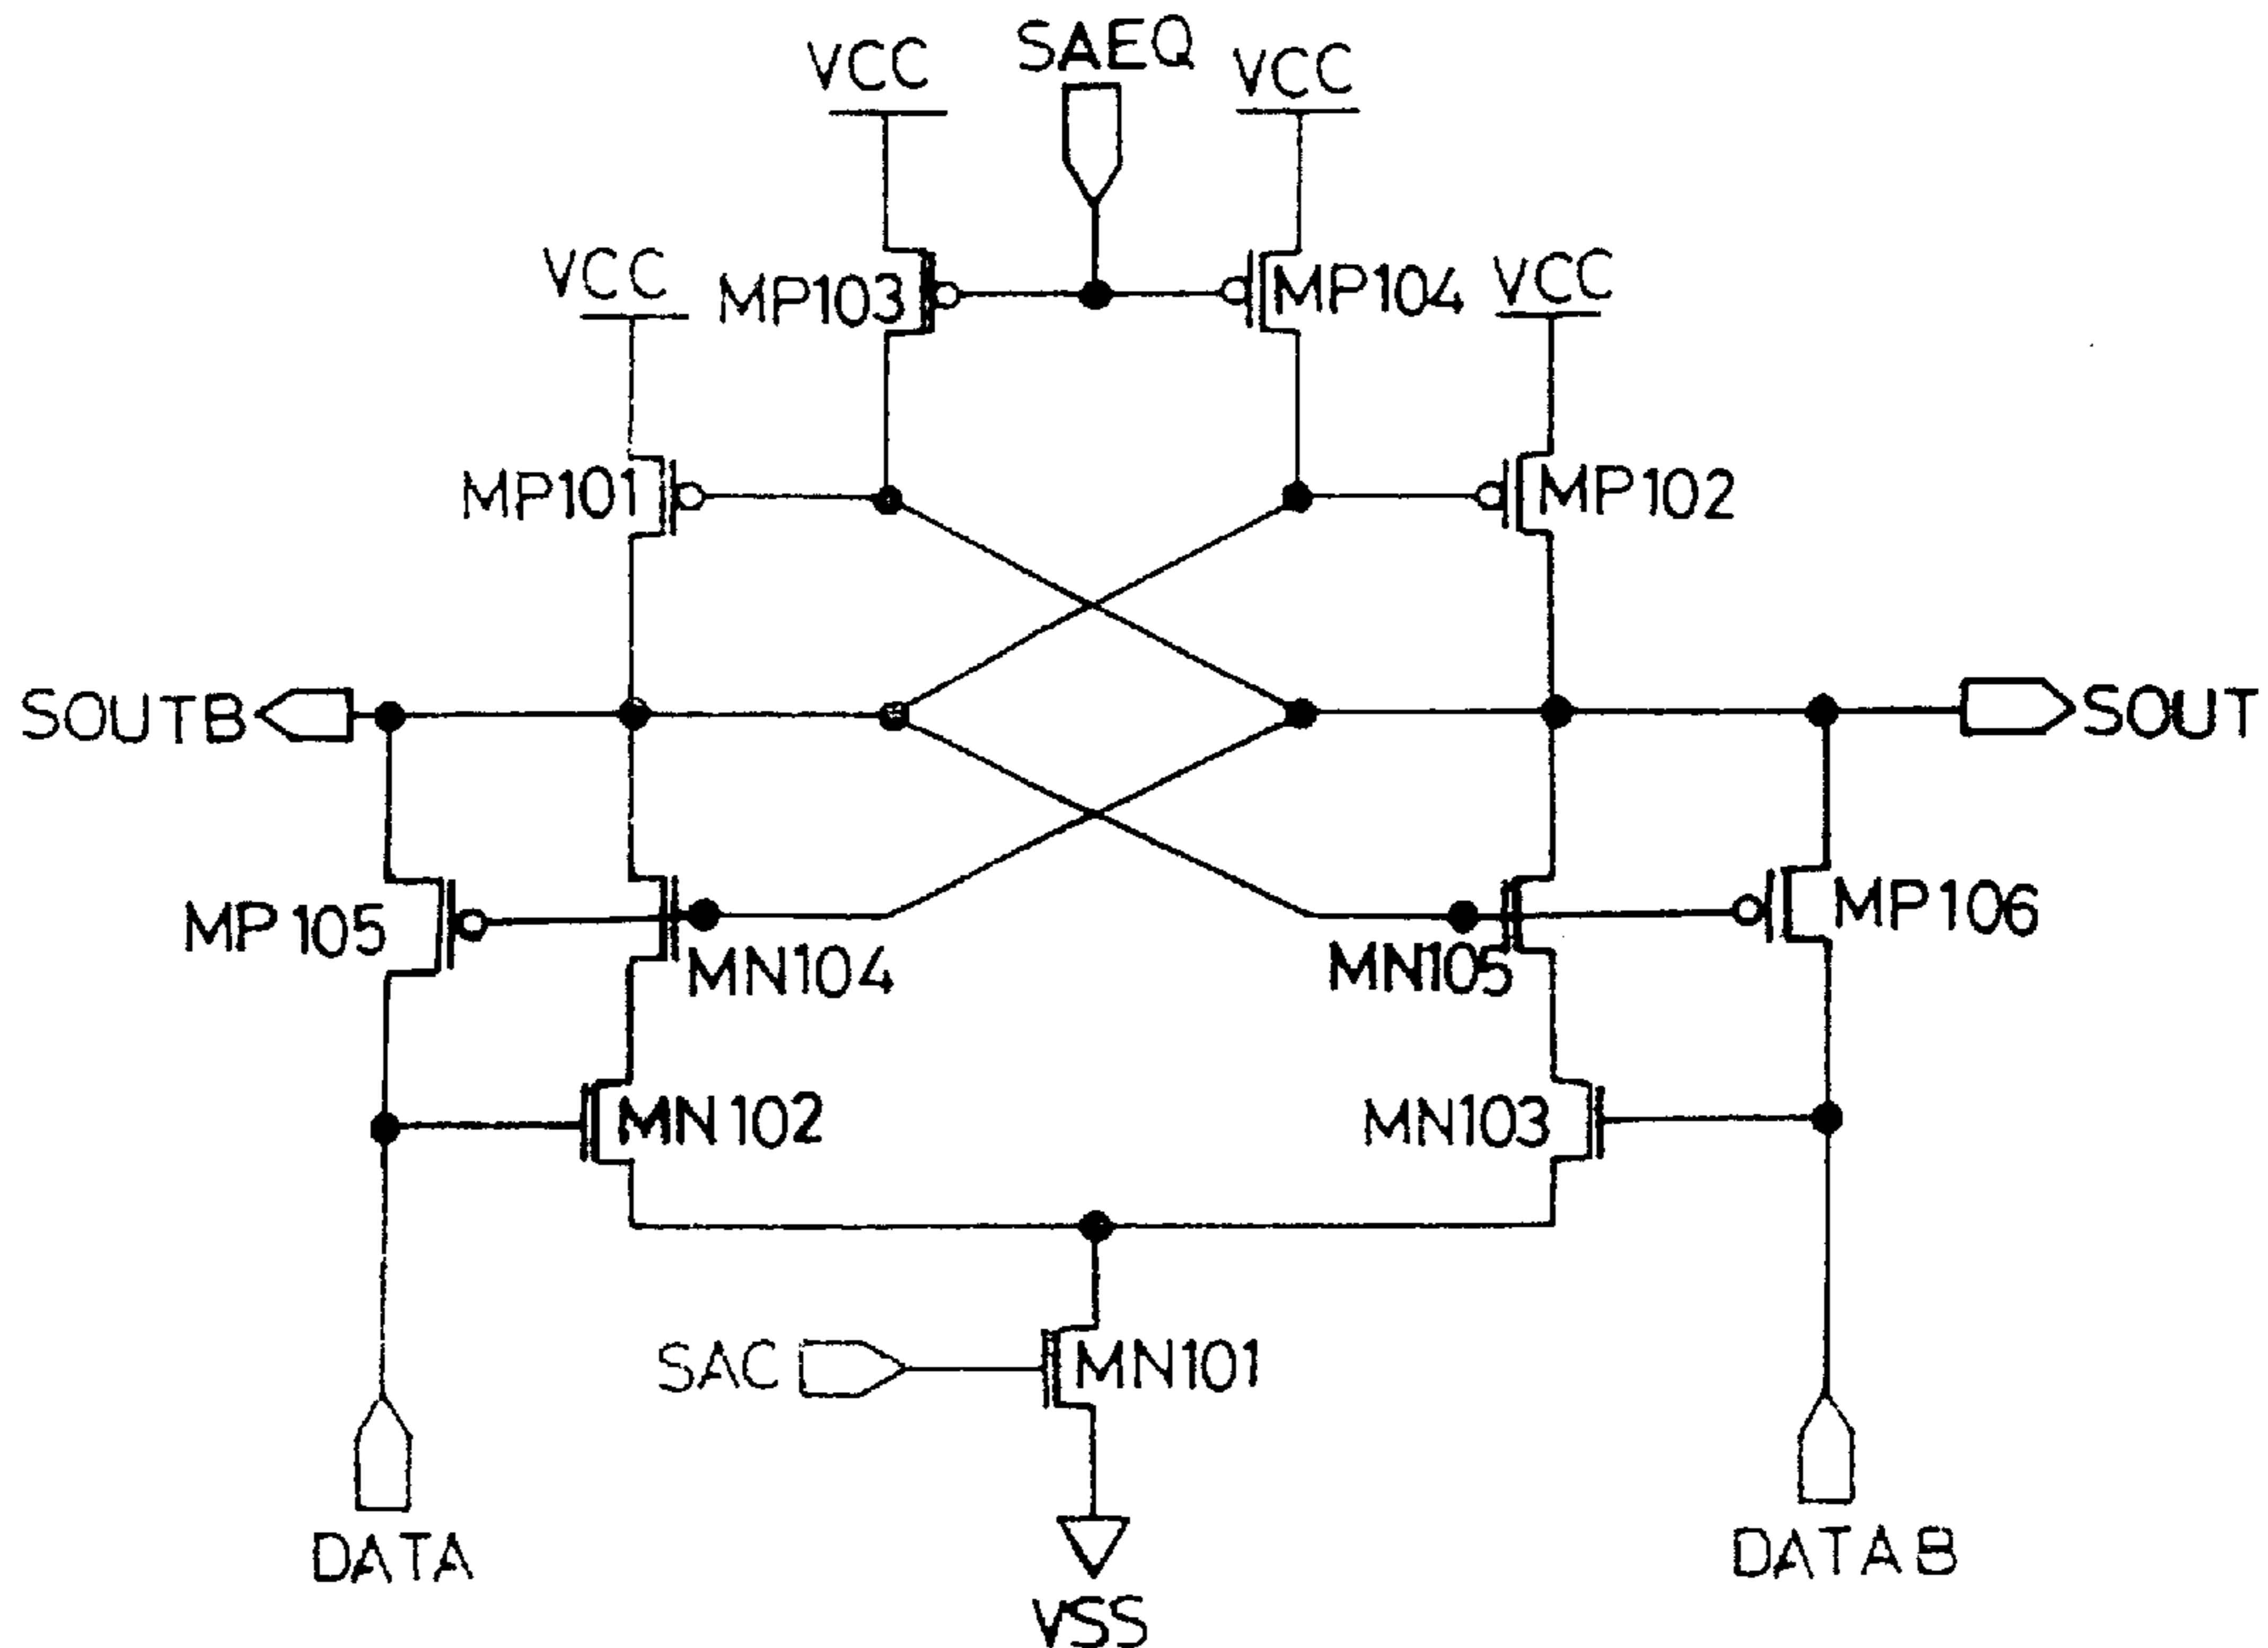 SAEQ
VCC
VCC
VCC
MP103
MP104
VCC
MP101
MP102
SOUTB
SOUT
MP105
MN104
MN105
MP106
MN102
MN103
SAC
MN101
DATA
DATAB
VSS